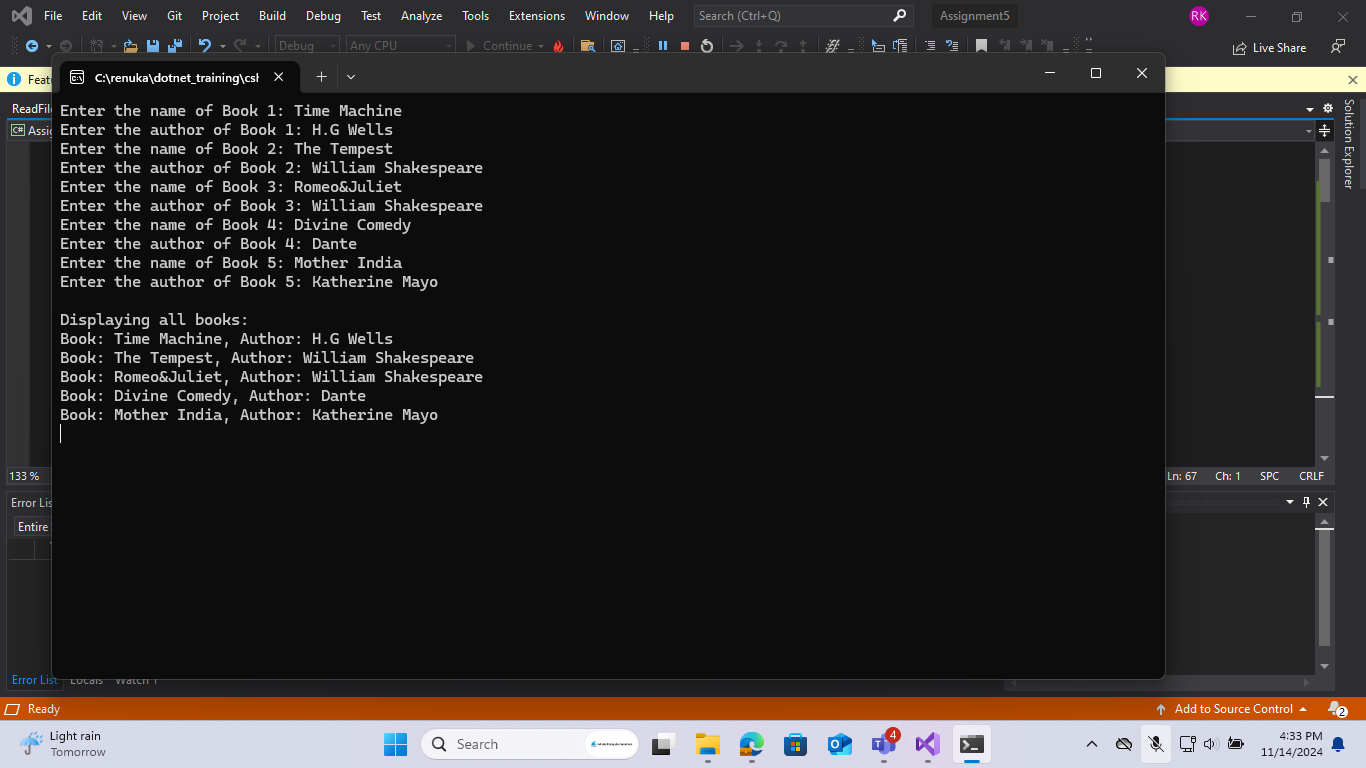 File Edit View Git Project Build Debug Test Analyze Tools Extensions Window Help Search (Ctrl+Q) Assignment5 RK
Debug Any CPU Continue Live Share
C:\renuka\dotnet_training\csh
Featu
ReadFile
C# Assig
Solution Explorer
Enter the name of Book 1: Time Machine
Enter the author of Book 1: H.G Wells
Enter the name of Book 2: The Tempest
Enter the author of Book 2: William Shakespeare
Enter the name of Book 3: Romeo&Juliet
Enter the author of Book 3: William Shakespeare
Enter the name of Book 4: Divine Comedy
Enter the author of Book 4: Dante
Enter the name of Book 5: Mother India
Enter the author of Book 5: Katherine Mayo
Displaying all books:
Book: Time Machine, Author: H.G Wells
Book: The Tempest, Author: William Shakespeare
Book: Romeo&Juliet, Author: William Shakespeare
Book: Divine Comedy, Author: Dante
Book: Mother India, Author: Katherine Mayo
133 % Ln: 67 Ch: 1 SPC CRLF
Error Lis
Entire
Error List Locals Watch 1
Ready Add to Source Control 2
Light rain
Tomorrow
Search
4
4:33 PM
11/14/2024